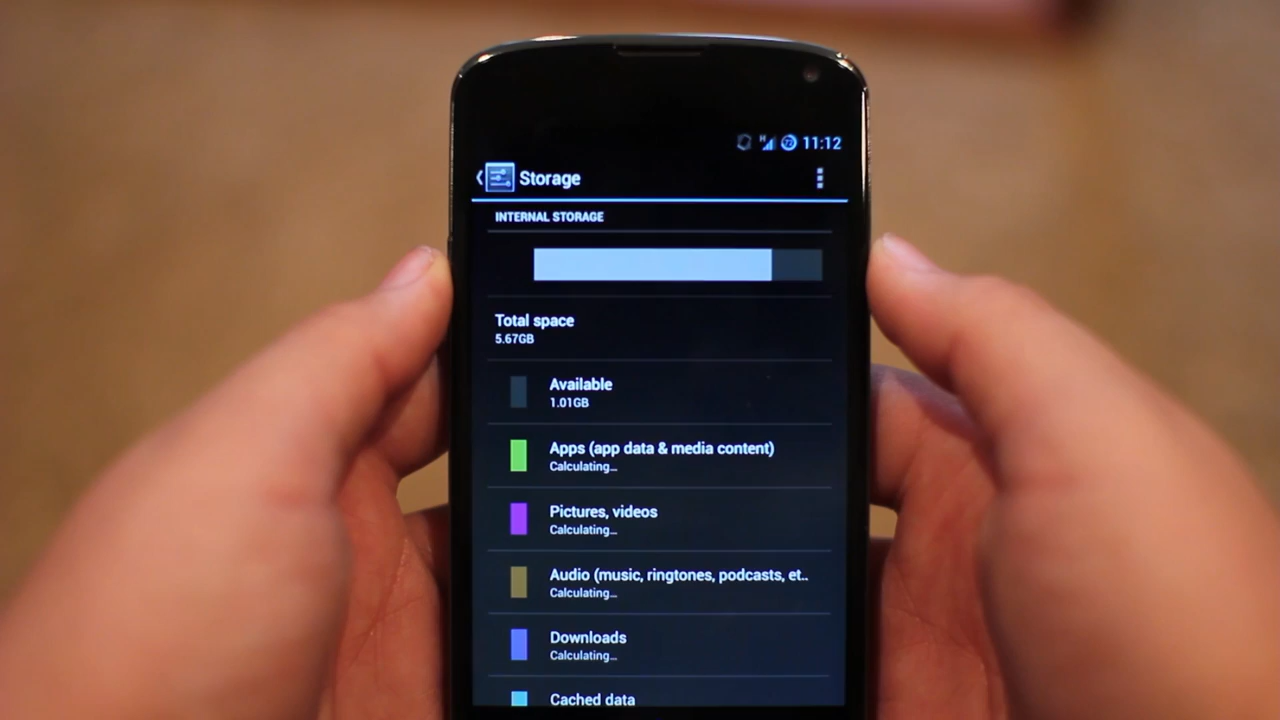 11:12
Storage
INTERNAL STORAGE
Total space
5.67GB
Available
1.01GB
Apps (app data & media content)
Calculating...
Pictures, videos
Calculating...
Audio (music, ringtones, podcasts, et..
Calculating...
Downloads
Calculating...
Cached data